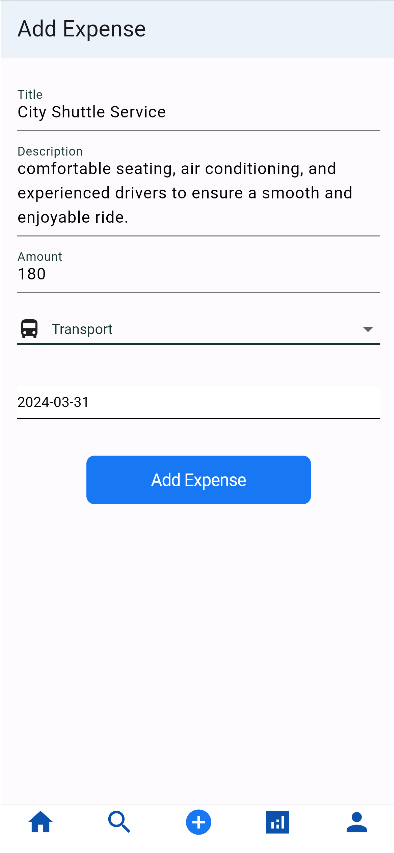 Add Expense
Title
City Shuttle Service
Description
comfortable seating, air conditioning, and
experienced drivers to ensure a smooth and
enjoyable ride.
Amount
180
Transport
2024-03-31
Add Expense